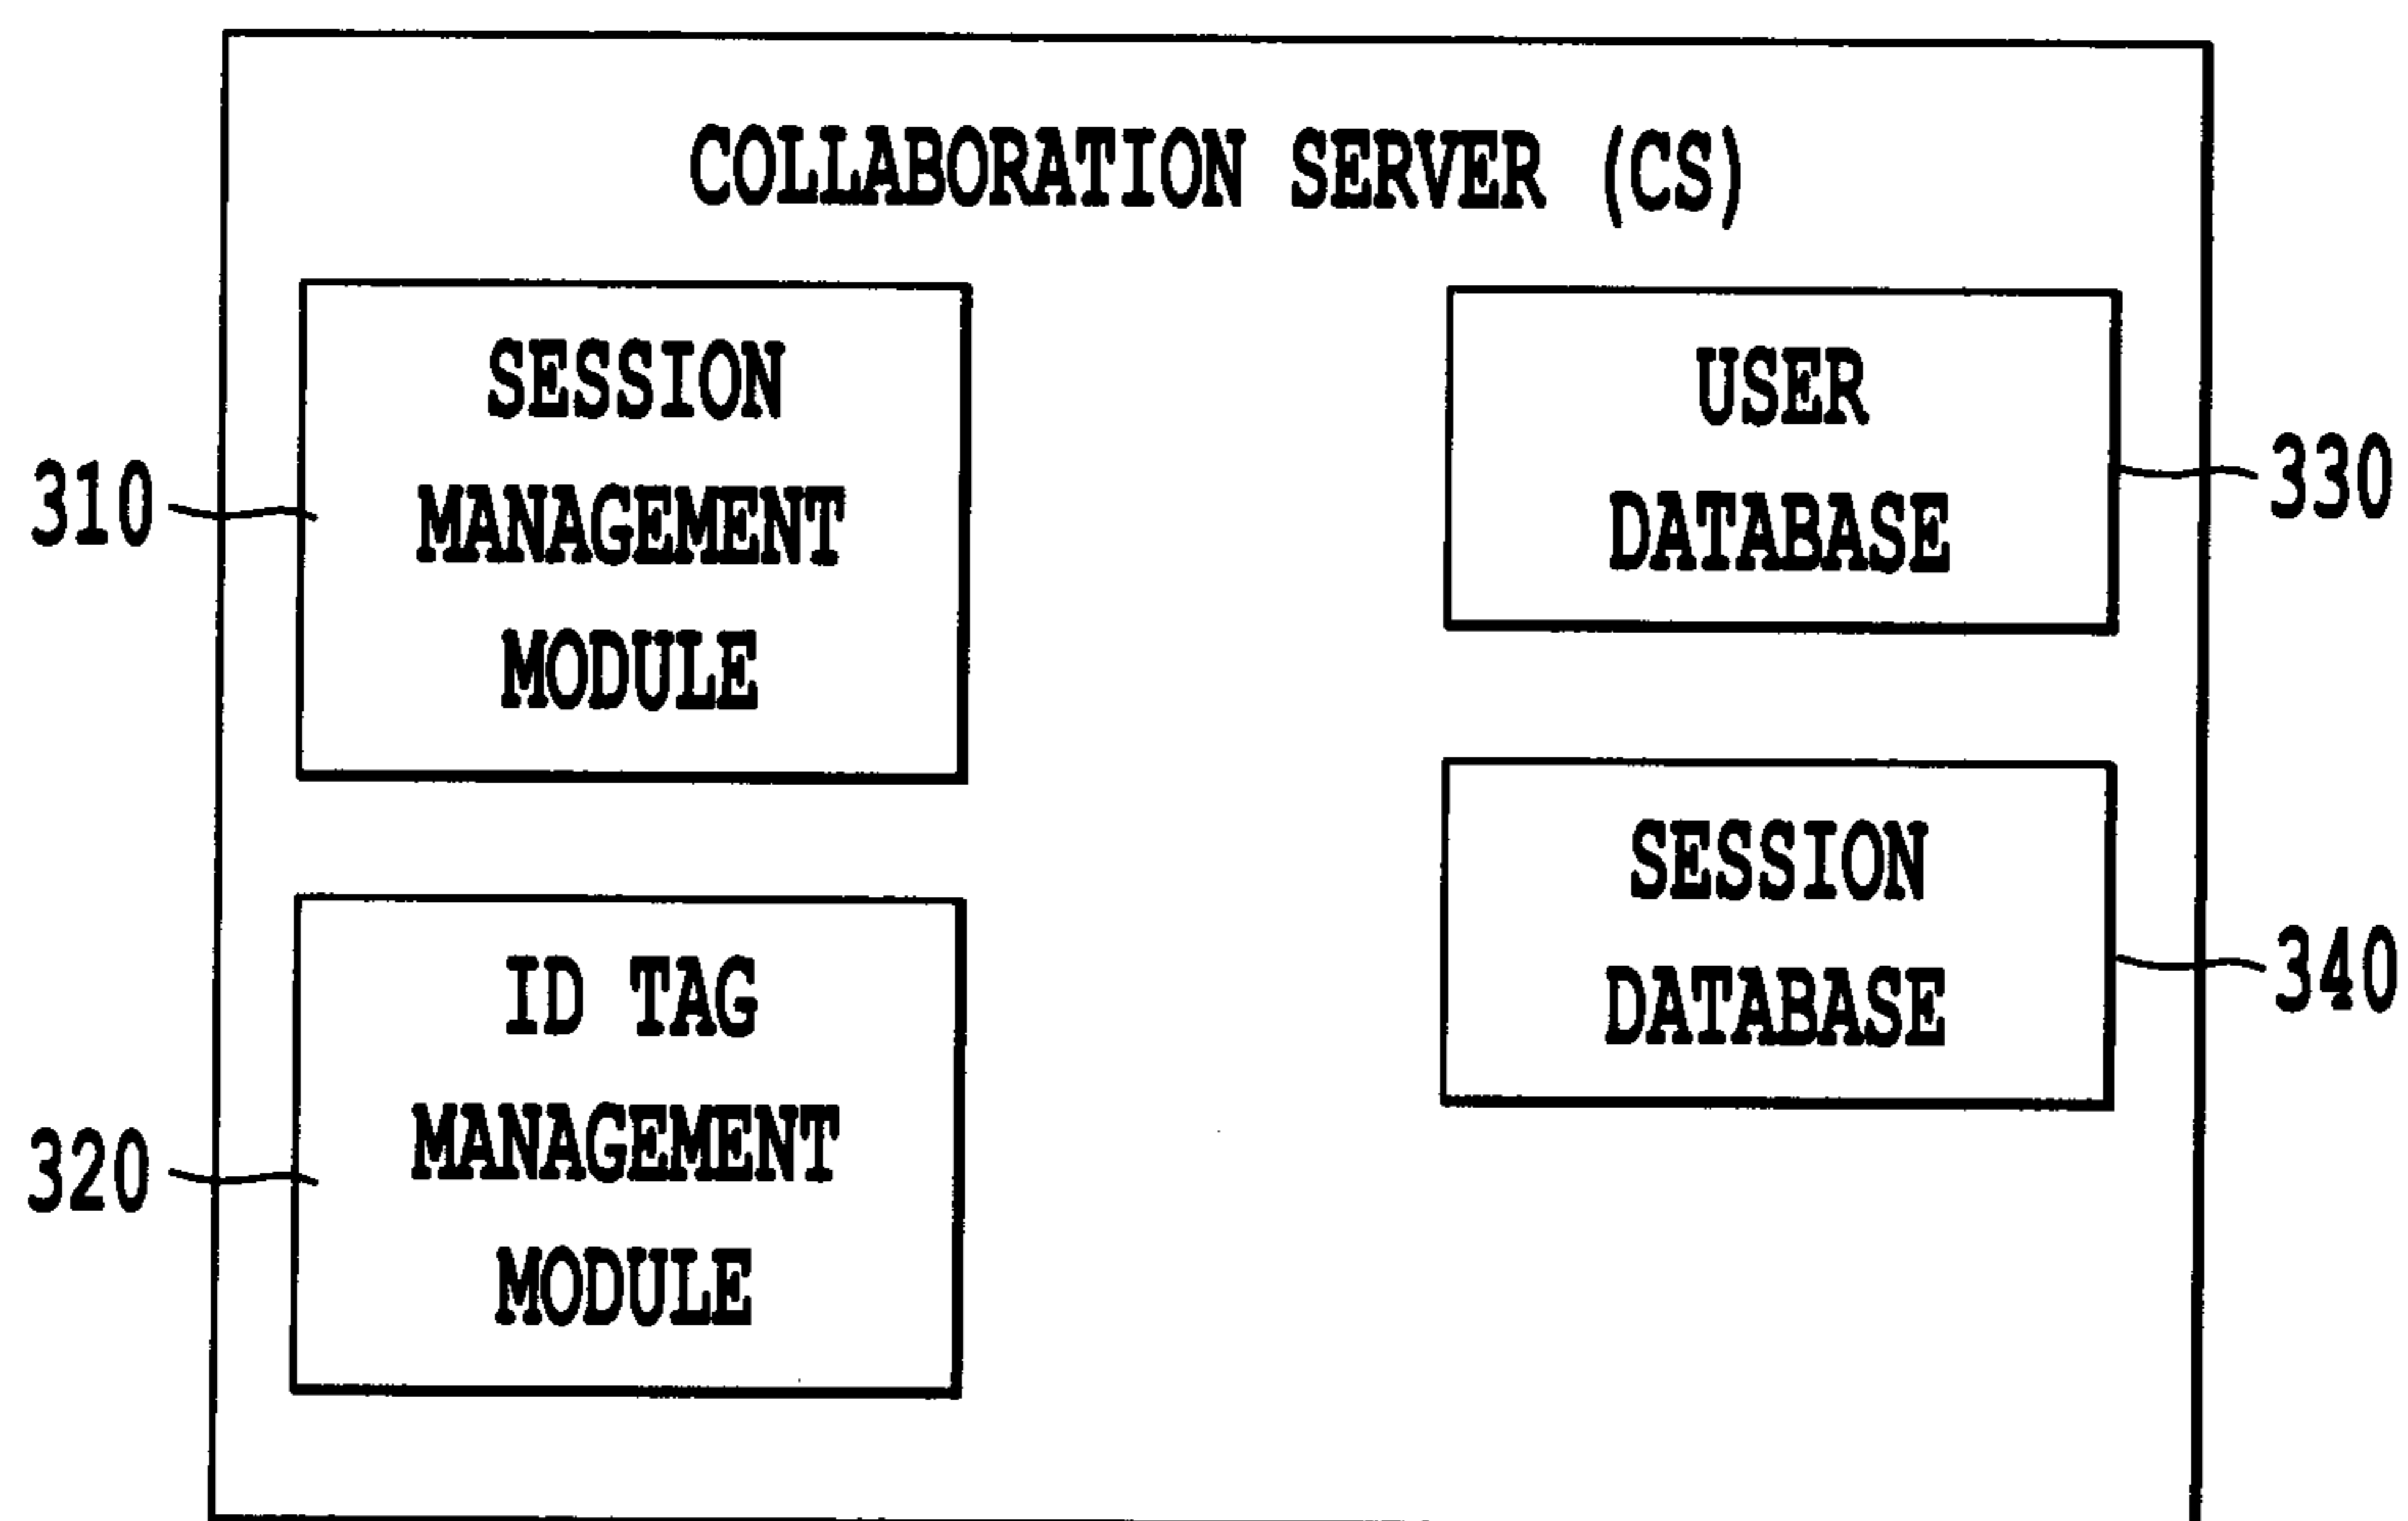 COLLABORATION SERVER (CS)
SESSION
MANAGEMENT
MODULE
310
ID TAG
MANAGEMENT
MODULE
320
USER
DATABASE
330
SESSION
DATABASE
340